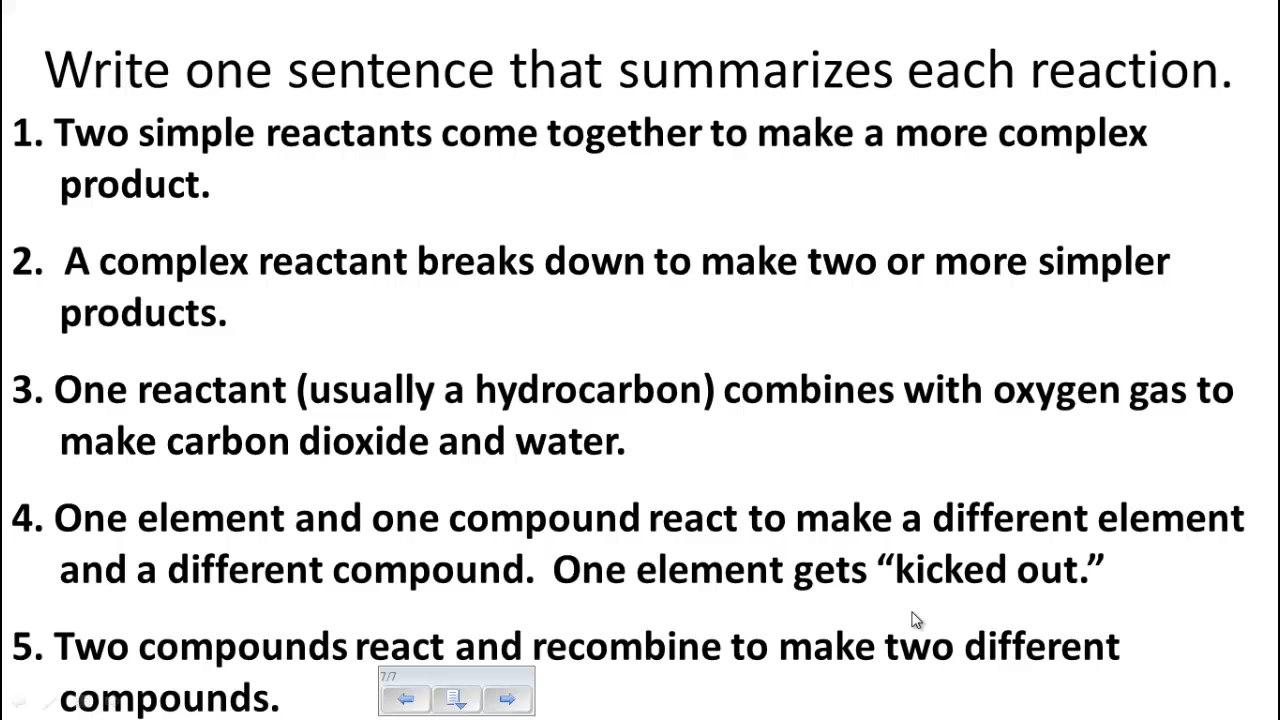 Write one sentence that summarizes each reaction.
1. Two simple reactants come together to make a more complex
product.
2. A complex reactant breaks down to make two or more simpler
products.
3. One reactant (usually a hydrocarbon) combines with oxygen gas to
make carbon dioxide and water.
4. One element and one compound react to make a different element
and a different compound. One element gets “kicked out.”
5. Two compounds react and recombine to make two different
compounds.
7/7